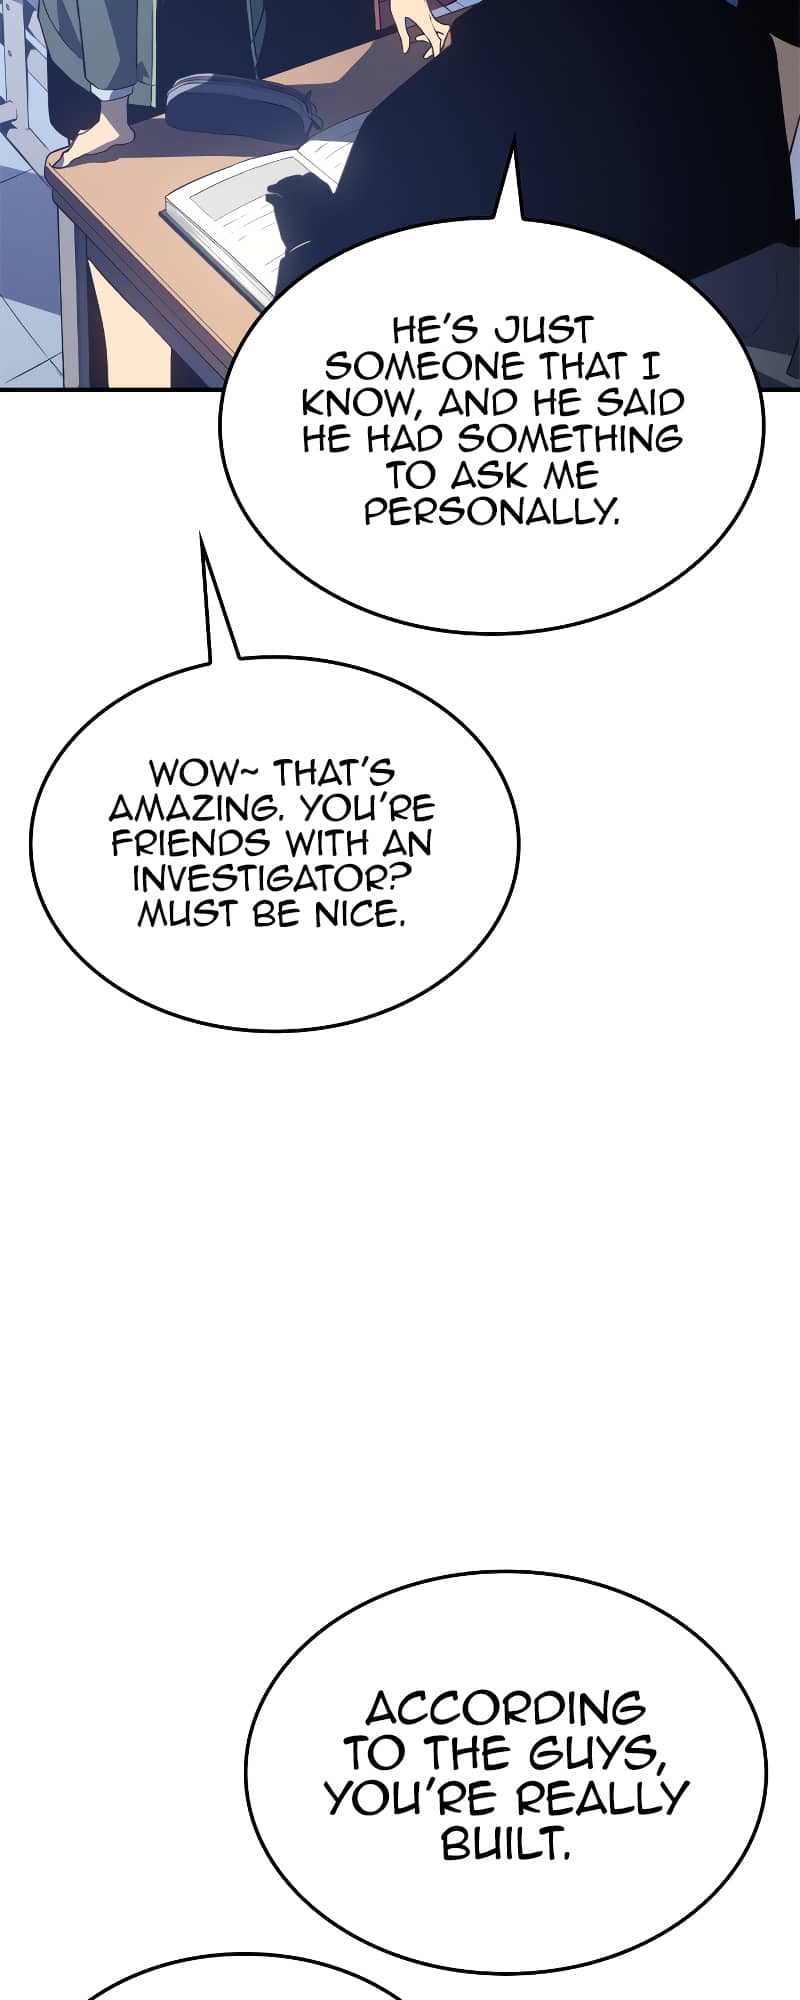 HE'S JUST
SOMEONE THAT I
KNOW, AND HE SAID
HE HAD SOMETHING
TO ASK ME
PERSONALLY.
WOW~ THAT'S
AMAZING. YOU'RE
FRIENDS WITH AN
INVESTIGATOR?
MUST BE NICE.
ACCORDING
TO THE GUYS,
YOU'RE REALLY
BUILT.